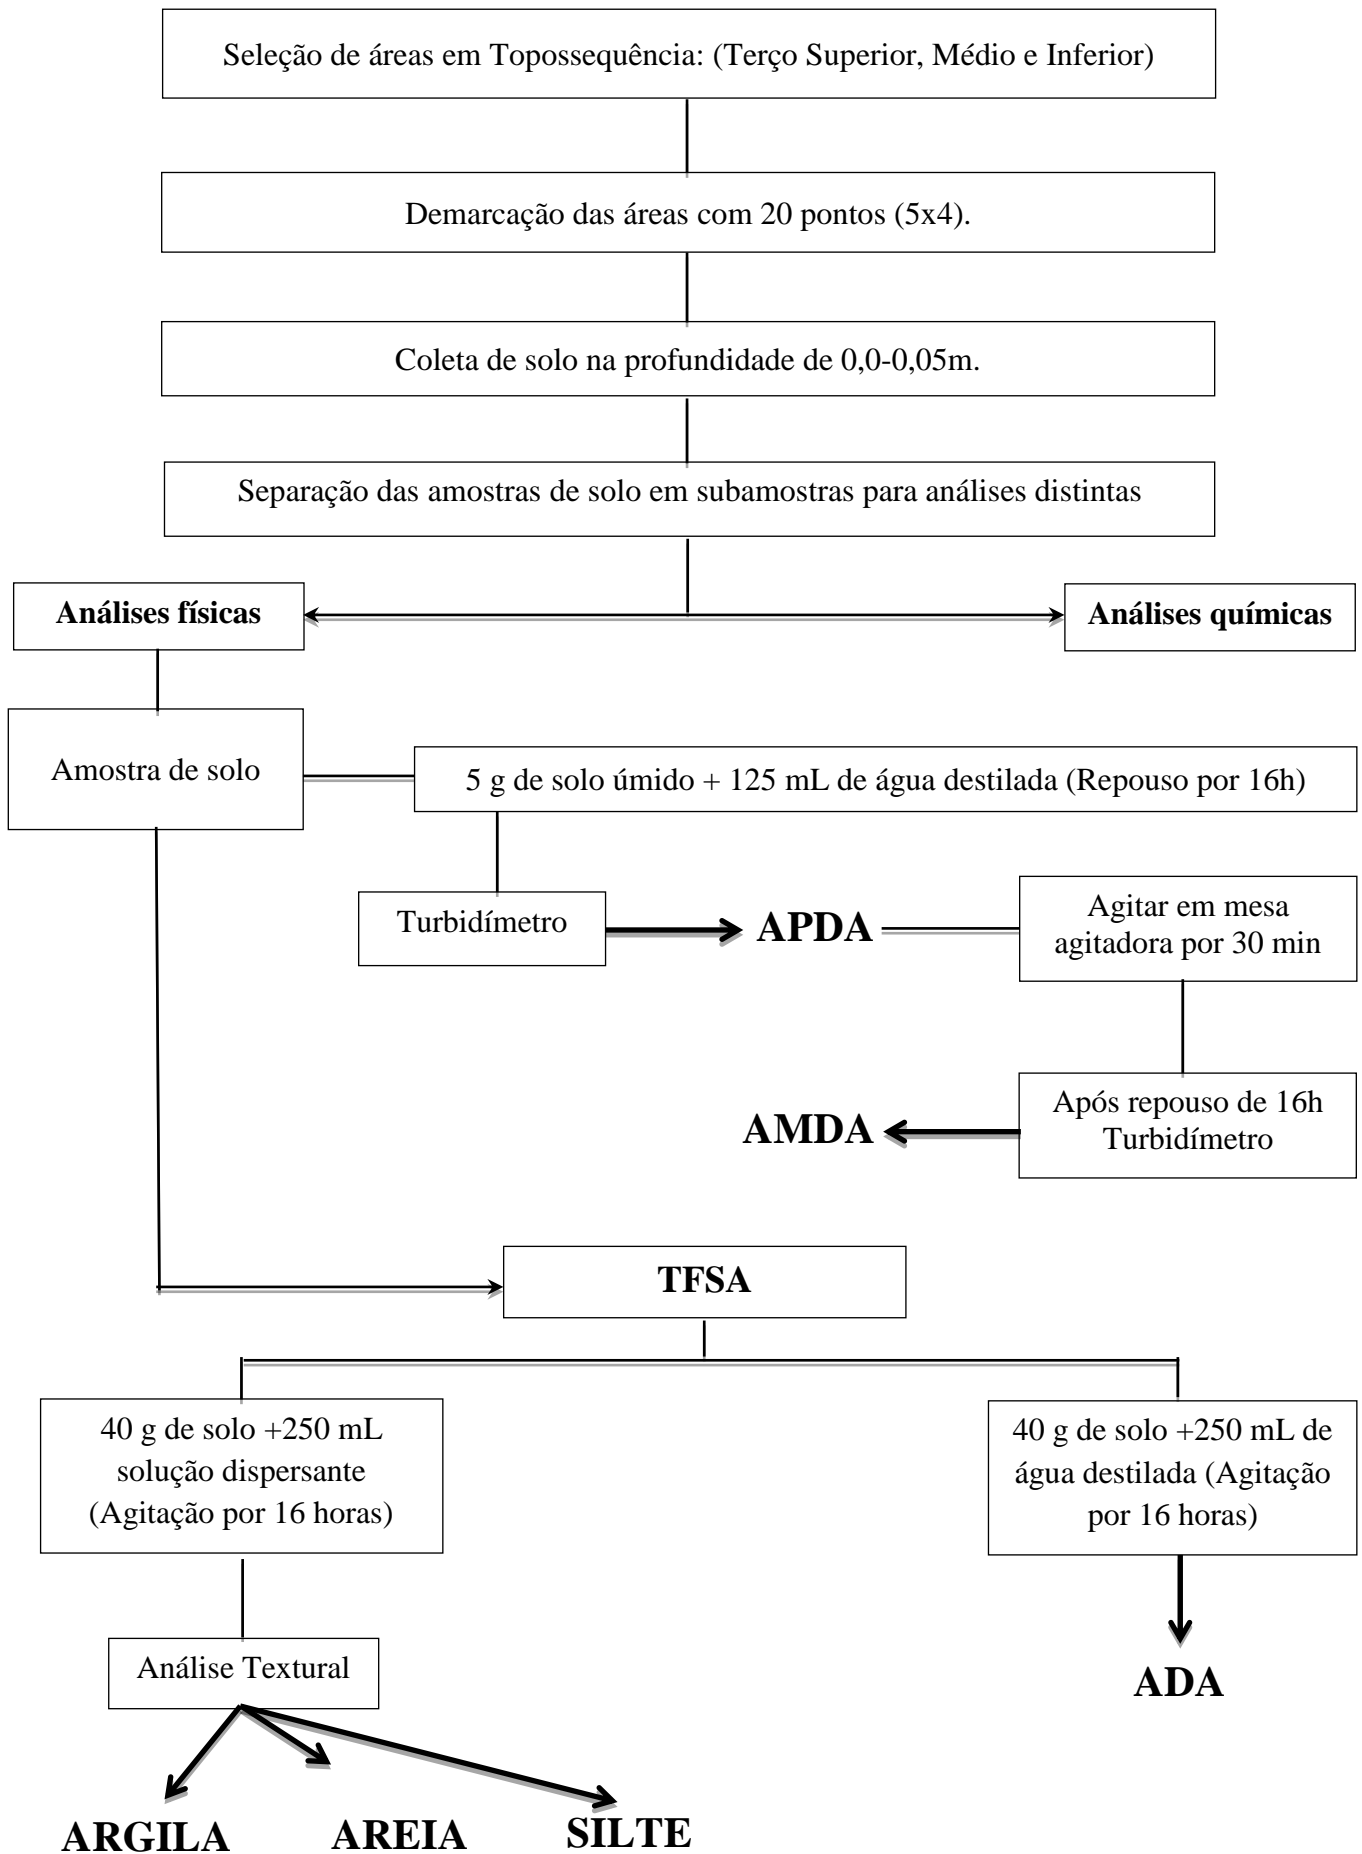 Seleção de áreas em Topossequência: (Terço Superior, Médio e Inferior)
Demarcação das áreas com 20 pontos (5x4).
Coleta de solo na profundidade de 0,0-0,05m.
Separação das amostras de solo em subamostras para análises distintas
Análises físicas
Análises químicas
Amostra de solo
5 g de solo úmido + 125 mL de água destilada (Repouso por 16h)
Turbidímetro
APDA
Agitar em mesa
agitadora por 30 min
AMDA
Após repouso de 16h
Turbidímetro
TFSA
40 g de solo +250 mL
solução dispersante
(Agitação por 16 horas)
40 g de solo +250 mL de
água destilada (Agitação
por 16 horas)
Análise Textural
ADA
ARGILA
AREIA
SILTE